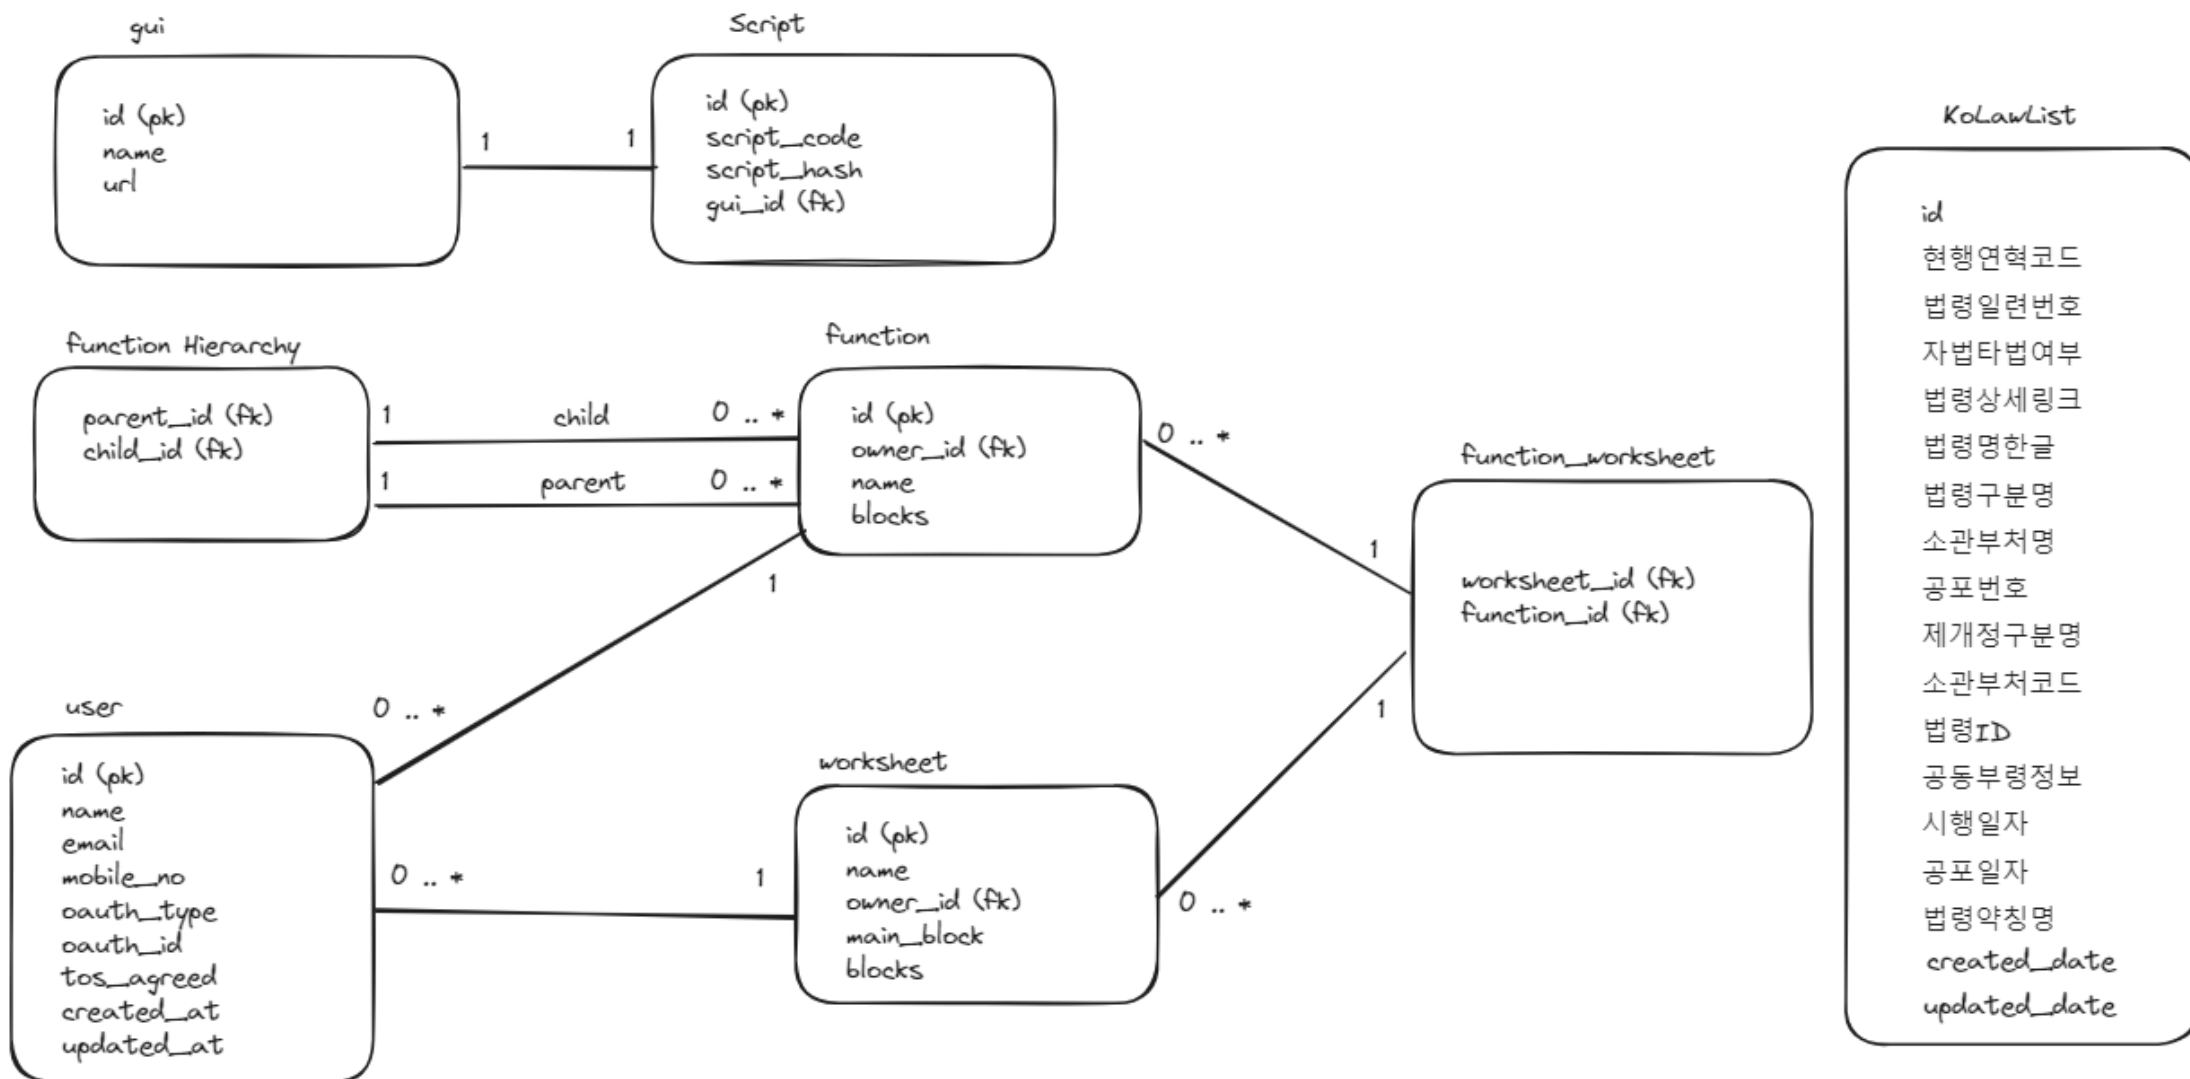 gui
id (pk)
name
url
1
1
Script
id (pk)
script_code
script_hash
gui_id (fk)
function Hierarchy
parent_id (fk)
child_id (fk)
1
child
0 .. *
1
parent
0 .. *
function
id (pk)
owner_id (fk)
name
blocks
0 .. *
1
1
0 .. *
user
id (pk)
name
email
mobile_no
oauth_type
oauth_id
tos_agreed
created_at
updated_at
0 .. *
1
worksheet
id (pk)
name
owner_id (fk)
main_block
blocks
0 .. *
1
function_worksheet
worksheet_id (fk)
function_id (fk)
KoLawList
id
현행연혁코드
법령일련번호
자법타법여부
법령상세링크
법령명한글
법령구분명
소관부처명
공포번호
제개정구분명
소관부처코드
법령ID
공동부령정보
시행일자
공포일자
법령약칭명
created_date
updated_date